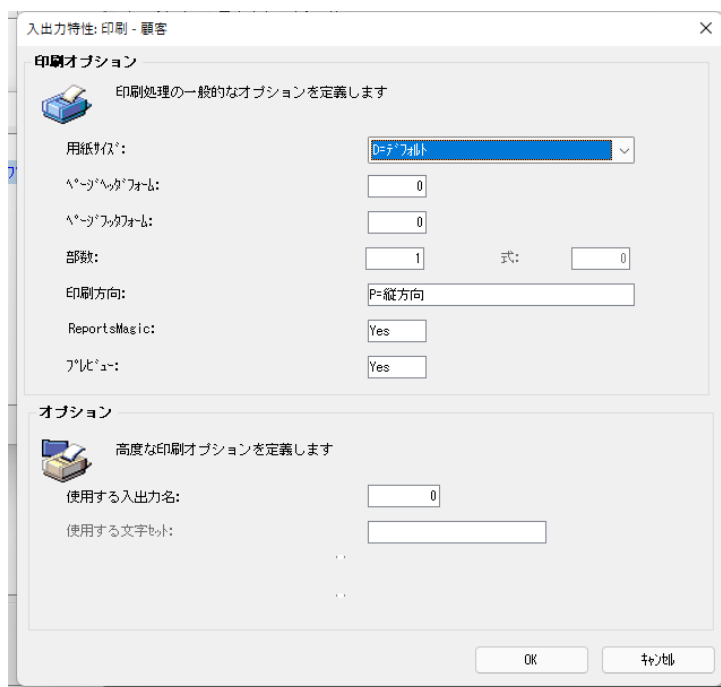 入出力特性: 印刷 - 顧客
印刷オプション
印刷処理の一般的なオプションを定義します
用紙ｻｲｽﾞ:
D=ﾃﾞﾌｫﾙﾄ
ﾍﾟｰｼﾞﾍｯﾀﾞﾌｫｰﾑ:
0
ﾍﾟｰｼﾞﾌｯﾀﾌｫｰﾑ:
0
部数:
1
式:
0
印刷方向:
P=縦方向
ReportsMagic:
Yes
ﾌﾟﾚﾋﾞｭｰ:
Yes
オプション
高度な印刷オプションを定義します
使用する入出力名:
0
使用する文字ｾｯﾄ:
OK
ｷｬﾝｾﾙ